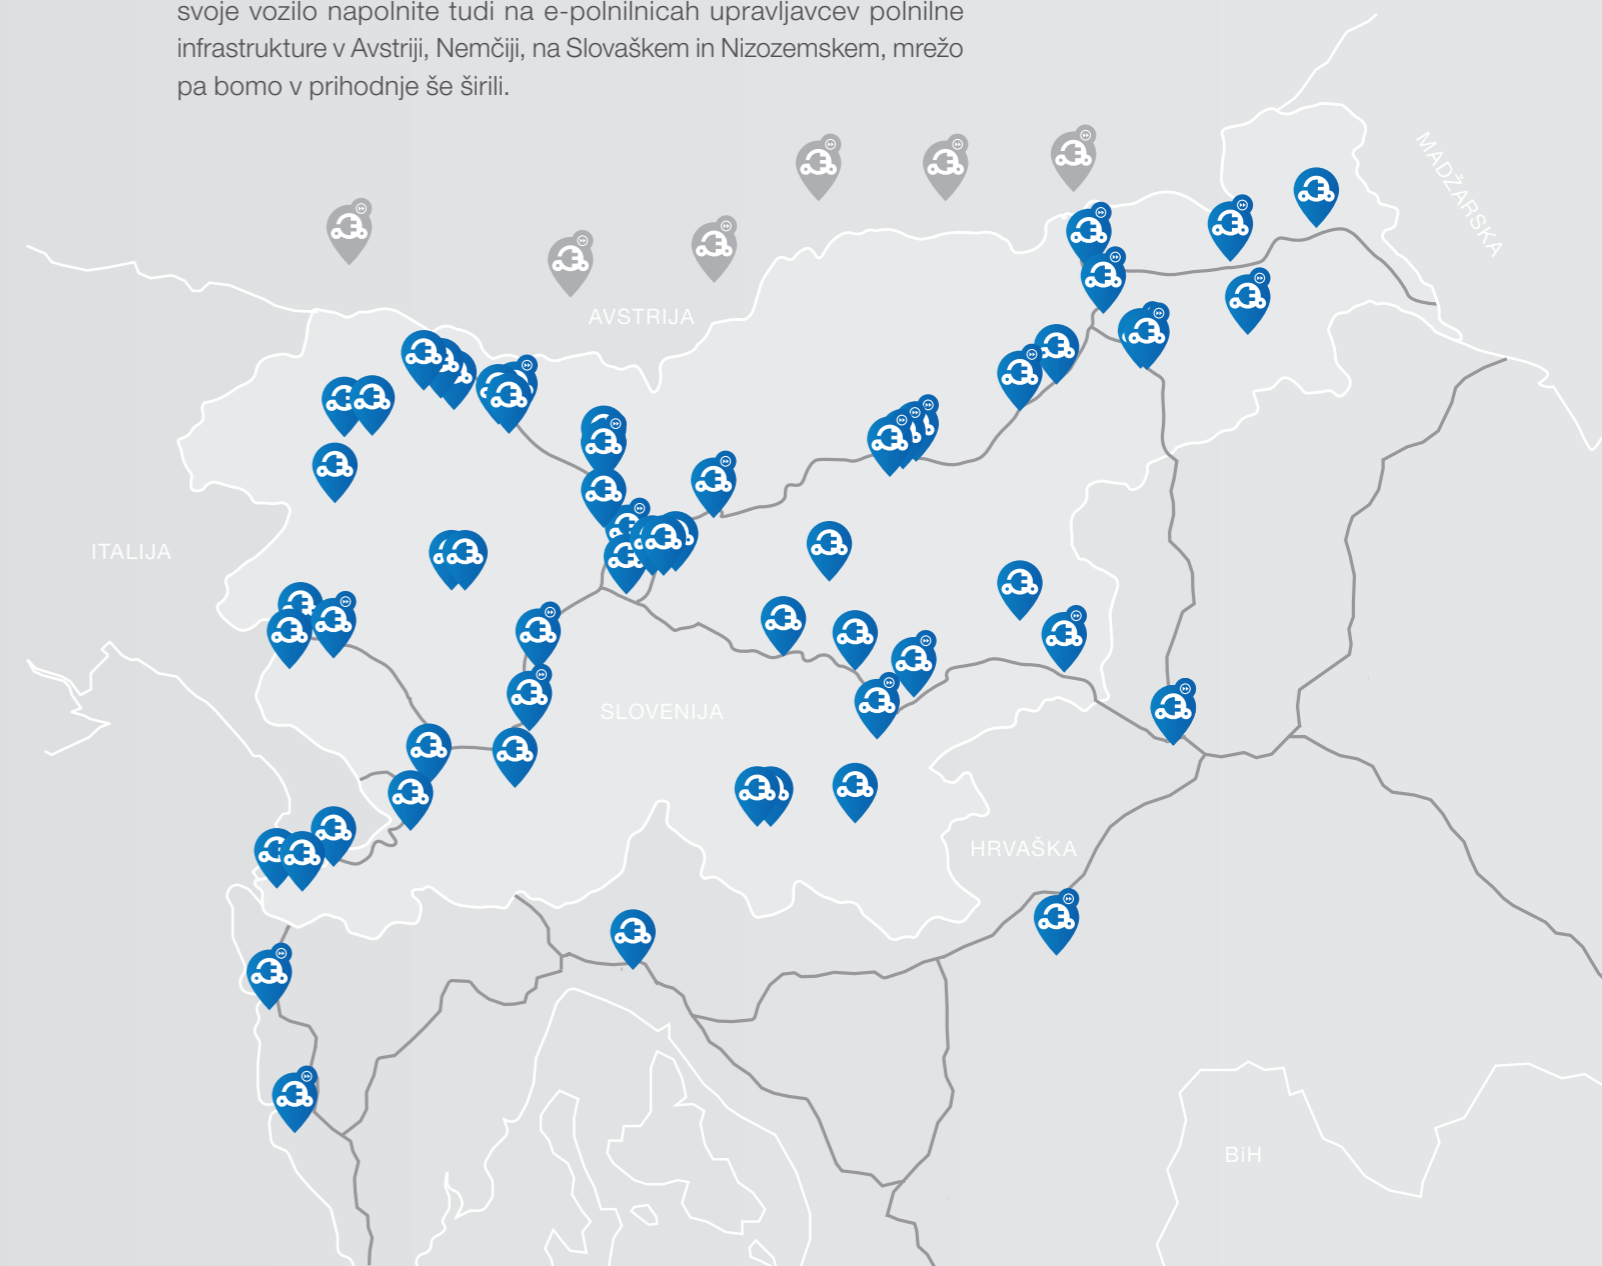 svoje vozilo napolnite tudi na e-polnilnicah upravljavcev polnilne
infrastrukture v Avstriji, Nemčiji, na Slovaškem in Nizozemskem, mrežo
pa bomo v prihodnje še širili.
MADŽARSKA
AVSTRIJA
ITALIJA
SLOVENIJA
HRVAŠKA
BiH